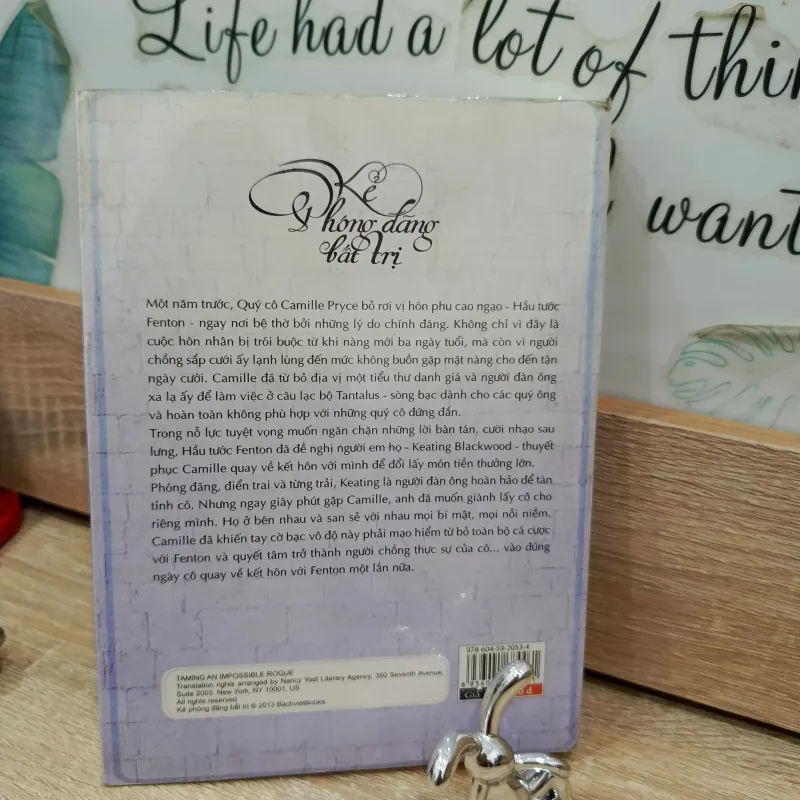 Life had a lot of thin
want
Kẻ
Phóng đãng
bất trị
Một năm trước, Quý cô Camille Pryce bỏ rơi vị hôn phu cao ngạo - Hầu tước
Fenton - ngay nơi bệ thờ bởi những lý do chính đáng. Không chỉ vì đây là
cuộc hôn nhân bị trói buộc từ khi nàng mới ba ngày tuổi, mà còn vì người
chồng sắp cưới ấy lạnh lùng đến mức không buồn gặp mặt nàng cho đến tận
ngày cưới. Camille đã từ bỏ địa vị một tiểu thư danh giá và người đàn ông
xa lạ ấy để làm việc ở câu lạc bộ Tantalus - sòng bạc dành cho các quý ông
và hoàn toàn không phù hợp với những quý cô đứng đắn.
Trong nỗ lực tuyệt vọng muốn ngăn chặn những lời bàn tán, cười nhạo sau
lưng, Hầu tước Fenton đã đề nghị người em họ - Keating Blackwood - thuyết
phục Camille quay về kết hôn với mình để đổi lấy món tiền thưởng lớn.
Phóng đãng, điển trai và từng trải, Keating là người đàn ông hoàn hảo để tán
tỉnh cô. Nhưng ngay giây phút gặp Camille, anh đã muốn giành lấy cô cho
riêng mình. Họ ở bên nhau và san sẻ với nhau mọi bí mật, mọi nỗi niềm.
Camille đã khiến tay cờ bạc vô độ này phải mạo hiểm từ bỏ toàn bộ cá cược
với Fenton và quyết tâm trở thành người chồng thực sự của cô... vào đúng
ngày cô quay về kết hôn với Fenton một lần nữa.
TAMING AN IMPOSSIBLE ROGUE
Translation rights arranged by Nancy Yost Literary Agency, 350 Seventh Avenue,
Suite 2003, New York, NY 10001, US
All rights reserved
Kẻ phóng đãng bất trị © 2013 BachvietBooks
978-604-59-2053-4
8 9360
Giá
0 đ